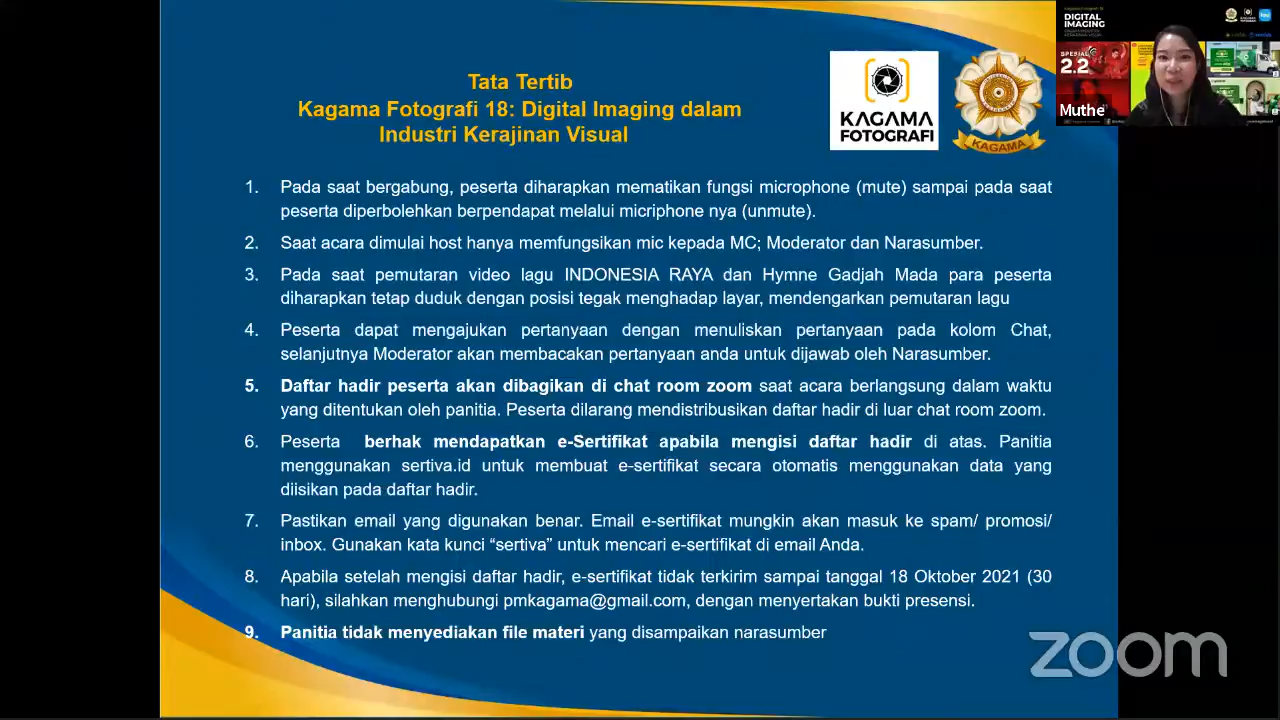 Tata Tertib
Kagama Fotografi 18: Digital Imaging dalam
Industri Kerajinan Visual
KAGAMA
FOTOGRAFI
KAGAMA
DIGITAL
IMAGING
SPESIAL
2.2
Muthe
1. Pada saat bergabung, peserta diharapkan mematikan fungsi microphone (mute) sampai pada saat
peserta diperbolehkan berpendapat melalui micriphone nya (unmute).
2. Saat acara dimulai host hanya memfungsikan mic kepada MC; Moderator dan Narasumber.
3. Pada saat pemutaran video lagu INDONESIA RAYA dan Hymne Gadjah Mada para peserta
diharapkan tetap duduk dengan posisi tegak menghadap layar, mendengarkan pemutaran lagu
4. Peserta dapat mengajukan pertanyaan dengan menuliskan pertanyaan pada kolom Chat,
selanjutnya Moderator akan membacakan pertanyaan anda untuk dijawab oleh Narasumber.
5. Daftar hadir peserta akan dibagikan di chat room zoom saat acara berlangsung dalam waktu
yang ditentukan oleh panitia. Peserta dilarang mendistribusikan daftar hadir di luar chat room zoom.
6. Peserta berhak mendapatkan e-Sertifikat apabila mengisi daftar hadir di atas. Panitia
menggunakan sertiva.id untuk membuat e-sertifikat secara otomatis menggunakan data yang
diisikan pada daftar hadir.
7. Pastikan email yang digunakan benar. Email e-sertifikat mungkin akan masuk ke spam/ promosi/
inbox. Gunakan kata kunci “sertiva” untuk mencari e-sertifikat di email Anda.
8. Apabila setelah mengisi daftar hadir, e-sertifikat tidak terkirim sampai tanggal 18 Oktober 2021 (30
hari), silahkan menghubungi pmkagama@gmail.com, dengan menyertakan bukti presensi.
9. Panitia tidak menyediakan file materi yang disampaikan narasumber
zoom